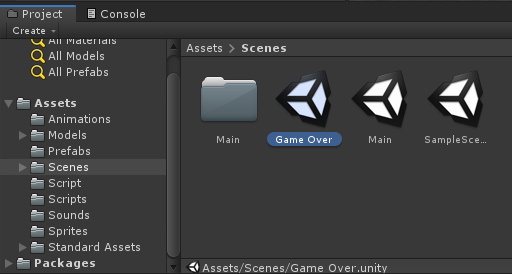 Project
Console
Create
All Materials
All Models
All Prefabs
Assets
Animations
Models
Prefabs
Scenes
Script
Scripts
Sounds
Sprites
Standard Assets
Packages
Assets > Scenes
Main
Game Over
Main
SampleSce...
Assets/Scenes/Game Over.unity